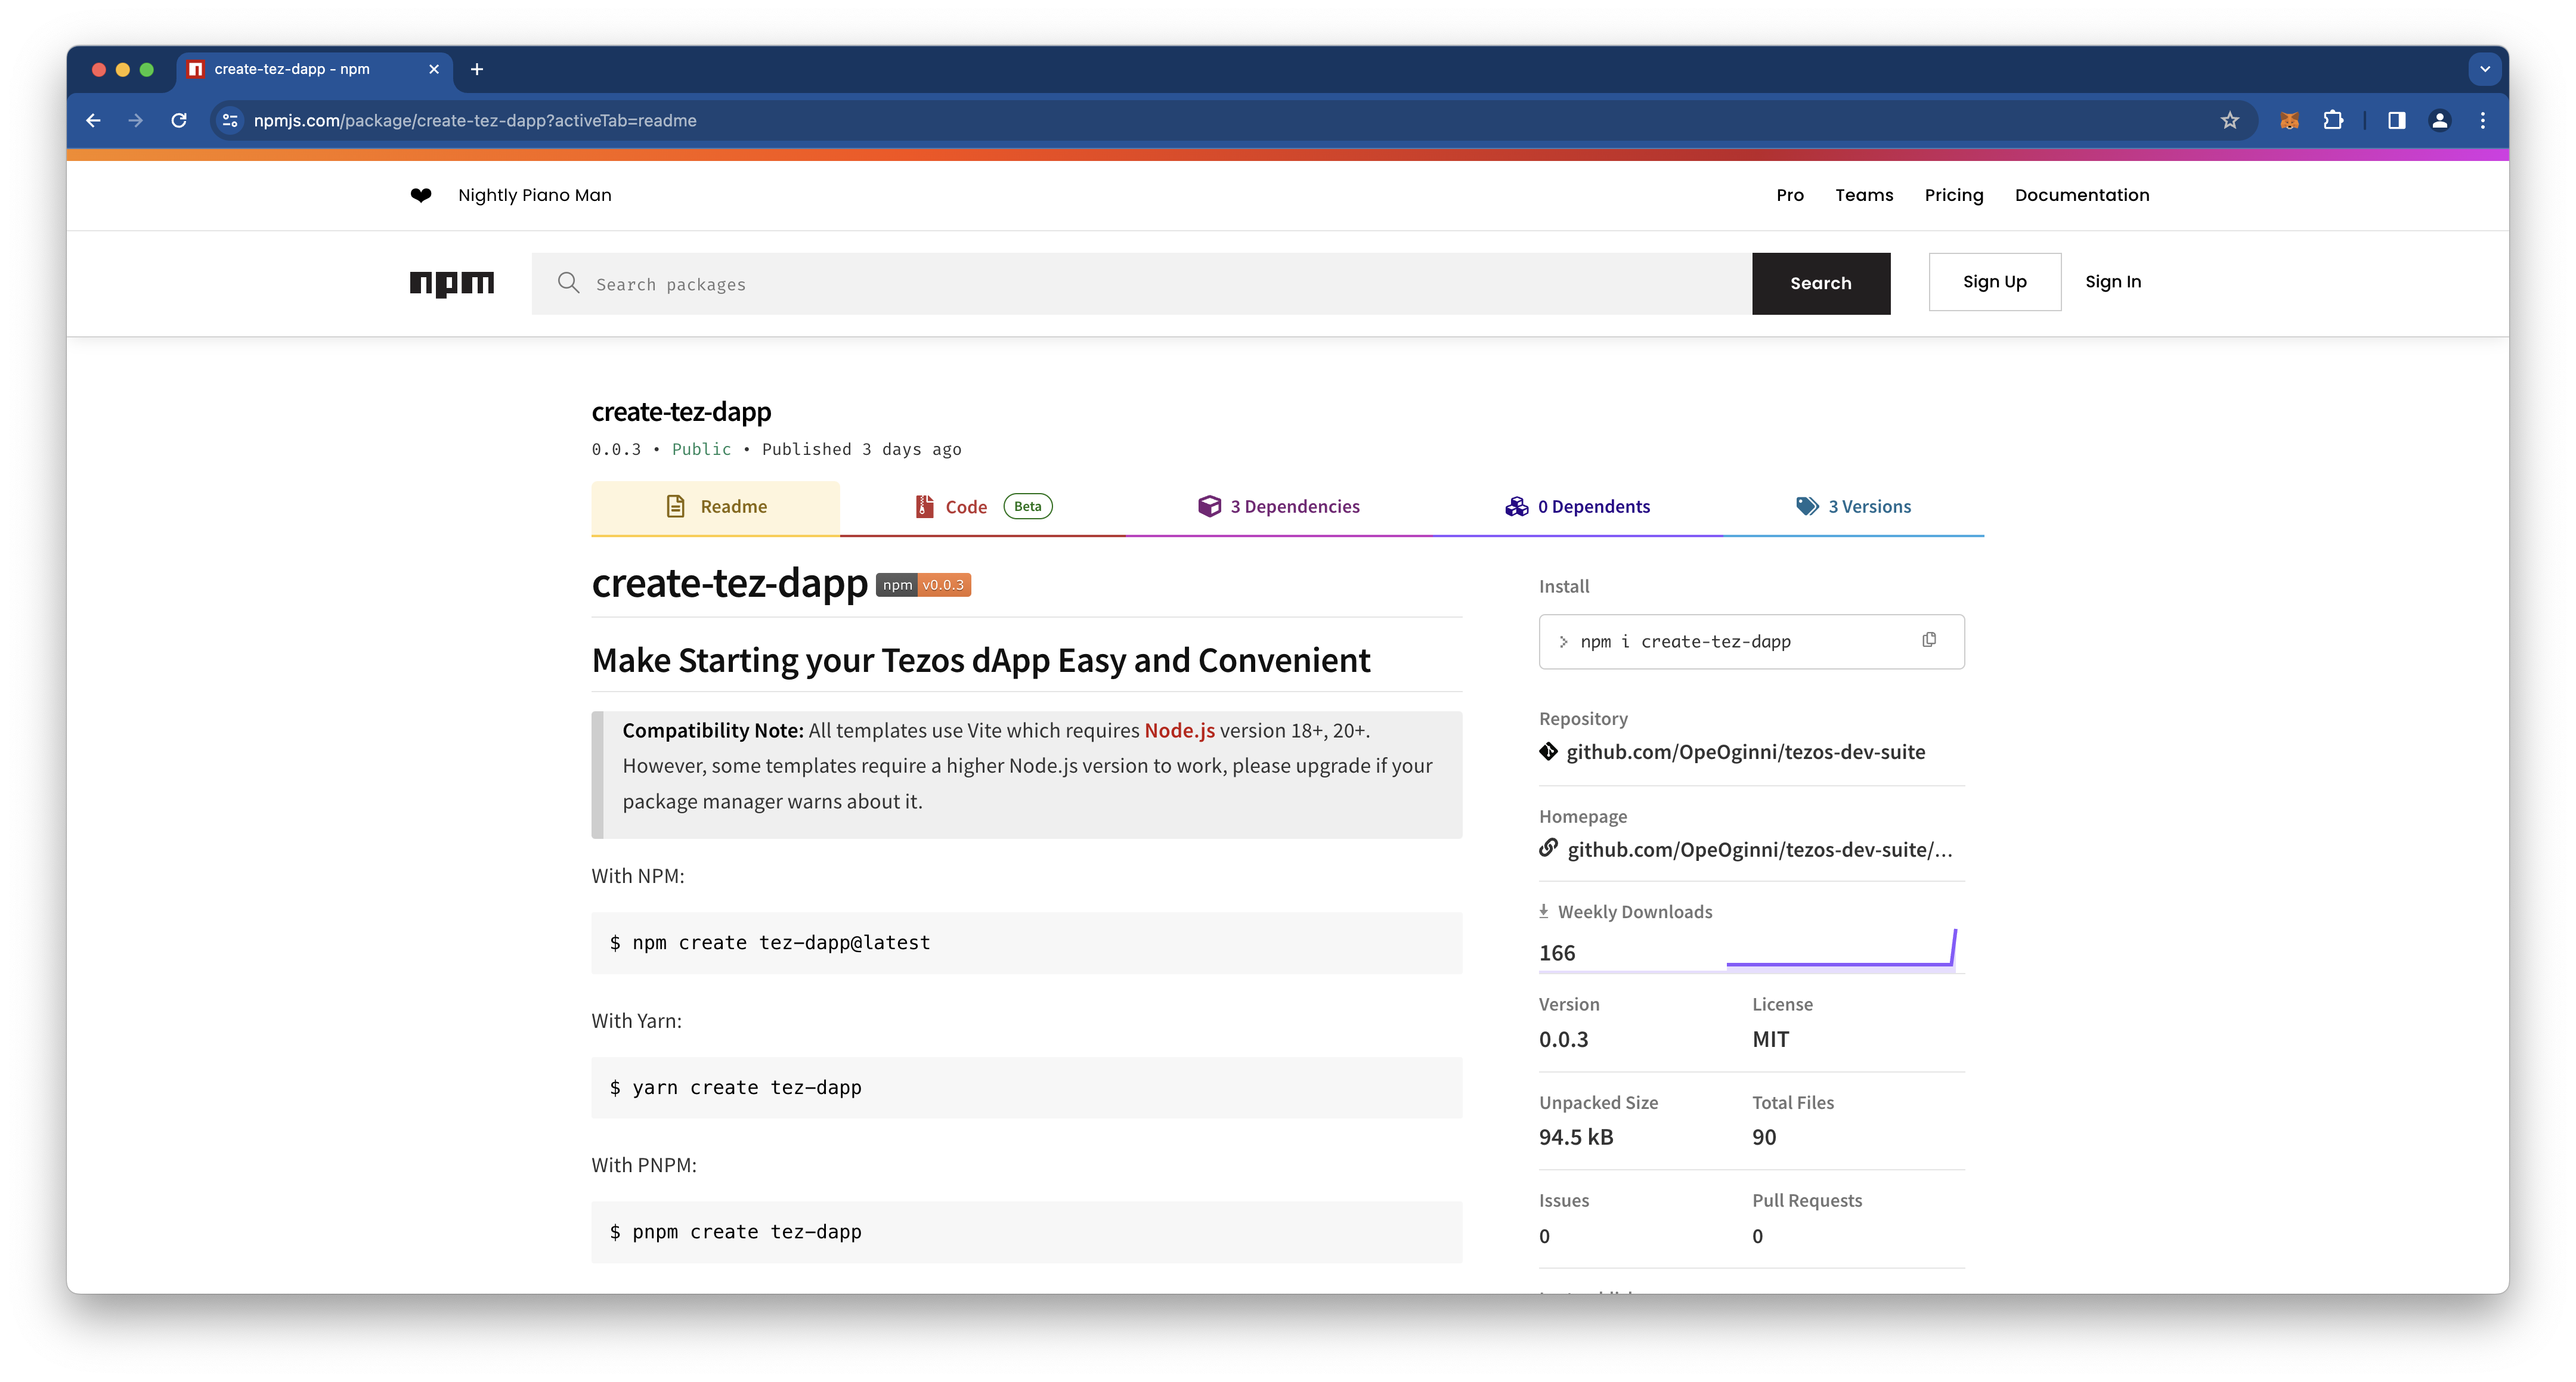 create-tez-dapp - npm
npmjs.com/package/create-tez-dapp?activeTab=readme
❤ Nightly Piano Man
Pro Teams Pricing Documentation
npm
Search packages
Search
Sign Up
Sign In
create-tez-dapp
0.0.3 • Public • Published 3 days ago
Readme
Code Beta
3 Dependencies
0 Dependents
3 Versions
create-tez-dapp npm v0.0.3
Make Starting your Tezos dApp Easy and Convenient
Compatibility Note: All templates use Vite which requires Node.js version 18+, 20+.
However, some templates require a higher Node.js version to work, please upgrade if your
package manager warns about it.
With NPM:
$ npm create tez-dapp@latest
With Yarn:
$ yarn create tez-dapp
With PNPM:
$ pnpm create tez-dapp
Install
npm i create-tez-dapp
Repository
github.com/OpeOginni/tezos-dev-suite
Homepage
github.com/OpeOginni/tezos-dev-suite/...
Weekly Downloads
166
Version License
0.0.3 MIT
Unpacked Size Total Files
94.5 kB 90
Issues Pull Requests
0 0